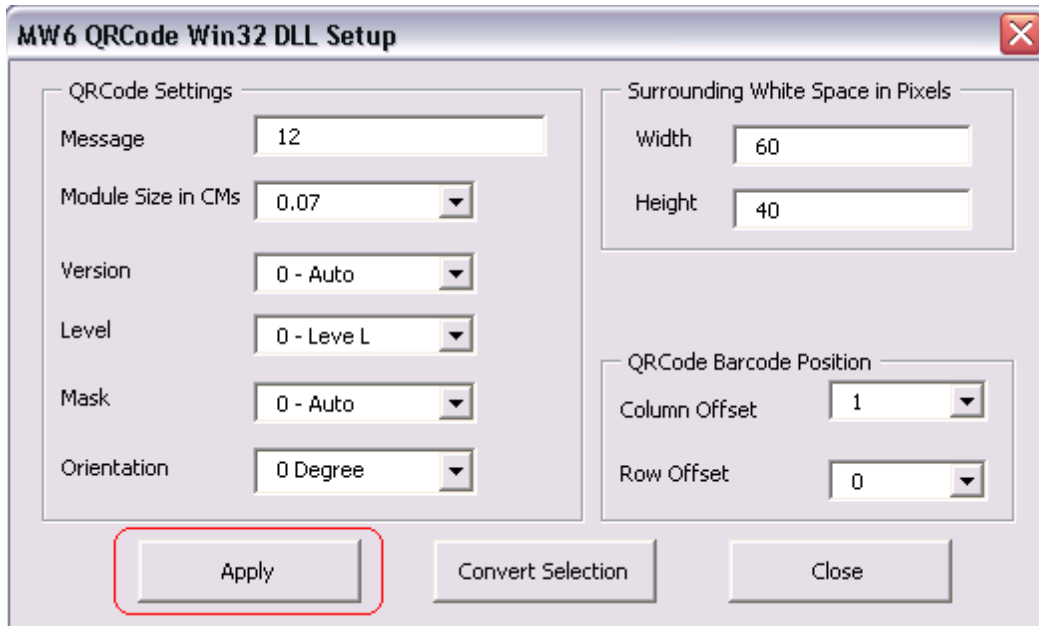 MW6 QRCode Win32 DLL Setup
QRCode Settings
Message 12
Module Size in CMs 0.07
Version 0 - Auto
Level 0 - Leve L
Mask 0 - Auto
Orientation 0 Degree
Surrounding White Space in Pixels
Width 60
Height 40
QRCode Barcode Position
Column Offset 1
Row Offset 0
Apply Convert Selection Close